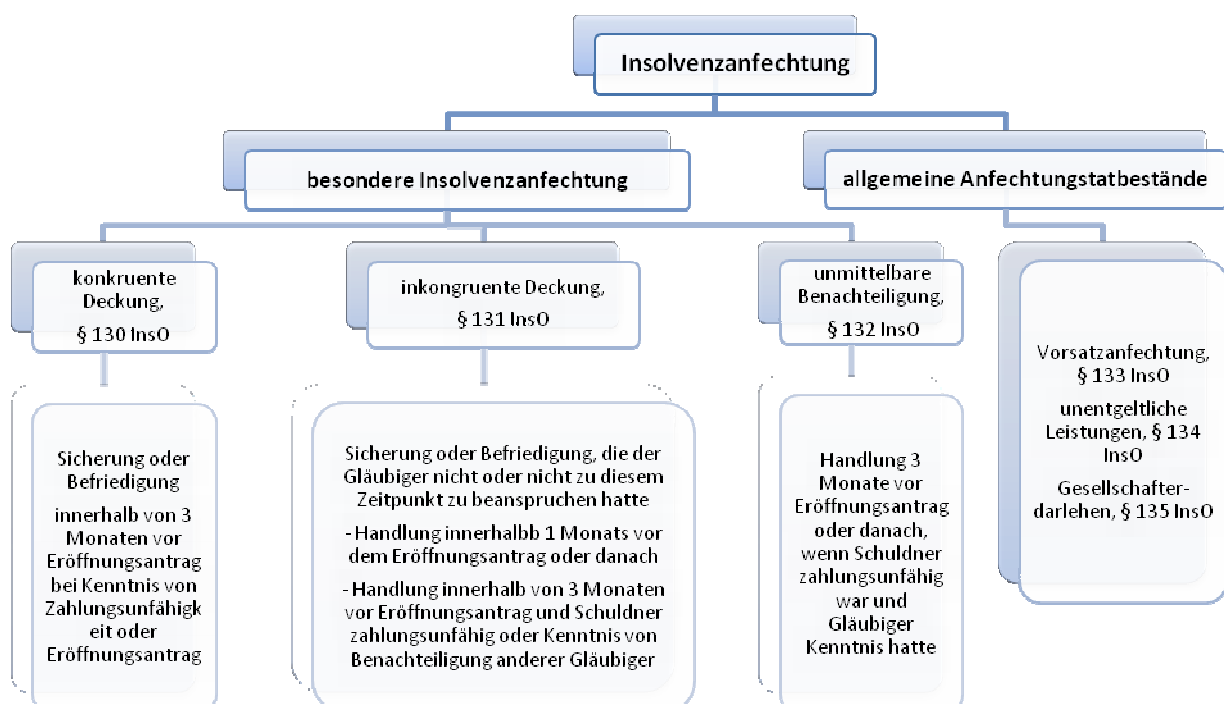 Insolvenzanfechtung
besondere Insolvenzanfechtung
allgemeine Anfechtungstatbestände
konkruente
Deckung,
§ 130 InsO
inkongruente Deckung,
§ 131 InsO
unmittelbare
Benachteiligung,
§ 132 InsO
Vorsatzanfechtung,
§ 133 InsO
unentgeltliche
Leistungen, § 134
InsO
Gesellschafter-
darlehen, § 135 InsO
Sicherung oder
Befriedigung
innerhalb von 3
Monaten vor
Eröffnungsantrag
bei Kenntnis von
Zahlungsunfähigk
eit oder
Eröffnungsantrag
Sicherung oder Befriedigung, die der
Gläubiger nicht oder nicht zu diesem
Zeitpunkt zu beanspruchen hatte
- Handlung innerhalbb 1 Monats vor
dem Eröffnungsantrag oder danach
- Handlung innerhalb von 3 Monaten
vor Eröffnungsantrag und Schuldner
zahlungsunfähig oder Kenntnis von
Benachteiligung anderer Gläubiger
Handlung 3
Monate vor
Eröffnungsantrag
oder danach,
wenn Schuldner
zahlungsunfähig
war und
Gläubiger
Kenntnis hatte